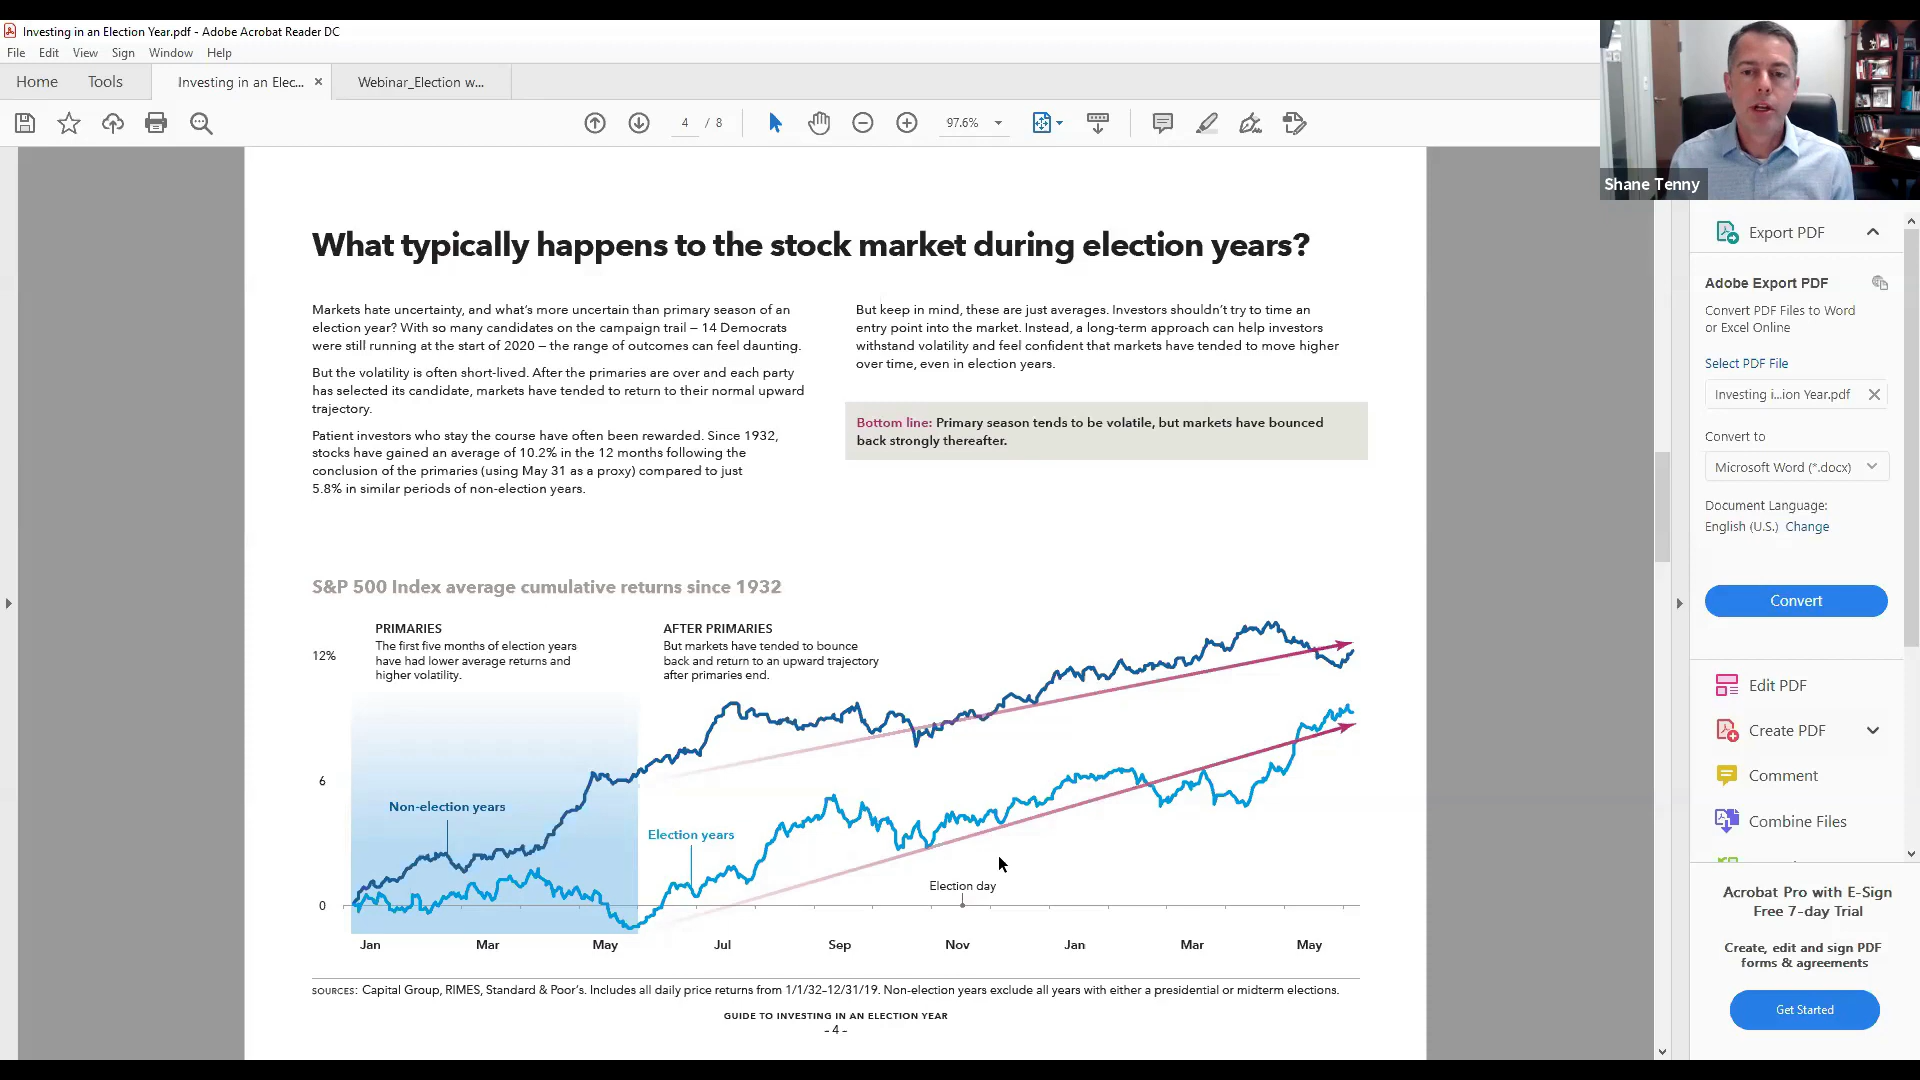 Investing in an Election Year.pdf - Adobe Acrobat Reader DC
File Edit View Sign Window Help
Home Tools Investing in an Elec... × Webinar_Election w...
4 / 8 97.6%
Shane Tenny
What typically happens to the stock market during election years?
Markets hate uncertainty, and what's more uncertain than primary season of an
election year? With so many candidates on the campaign trail – 14 Democrats
were still running at the start of 2020 – the range of outcomes can feel daunting.
But the volatility is often short-lived. After the primaries are over and each party
has selected its candidate, markets have tended to return to their normal upward
trajectory.
Patient investors who stay the course have often been rewarded. Since 1932,
stocks have gained an average of 10.2% in the 12 months following the
conclusion of the primaries (using May 31 as a proxy) compared to just
5.8% in similar periods of non-election years.
But keep in mind, these are just averages. Investors shouldn't try to time an
entry point into the market. Instead, a long-term approach can help investors
withstand volatility and feel confident that markets have tended to move higher
over time, even in election years.
Bottom line: Primary season tends to be volatile, but markets have bounced
back strongly thereafter.
S&P 500 Index average cumulative returns since 1932
PRIMARIES
The first five months of election years
have had lower average returns and
higher volatility.
AFTER PRIMARIES
But markets have tended to bounce
back and return to an upward trajectory
after primaries end.
12%
6
0
Non-election years
Election years
Election day
Jan Mar May Jul Sep Nov Jan Mar May
SOURCES: Capital Group, RIMES, Standard & Poor's. Includes all daily price returns from 1/1/32–12/31/19. Non-election years exclude all years with either a presidential or midterm elections.
GUIDE TO INVESTING IN AN ELECTION YEAR
– 4 –
Export PDF
Adobe Export PDF
Convert PDF Files to Word
or Excel Online
Select PDF File
Investing i...ion Year.pdf
Convert to
Microsoft Word (*.docx)
Document Language:
English (U.S.) Change
Convert
Edit PDF
Create PDF
Comment
Combine Files
Acrobat Pro with E-Sign
Free 7-day Trial
Create, edit and sign PDF
forms & agreements
Get Started